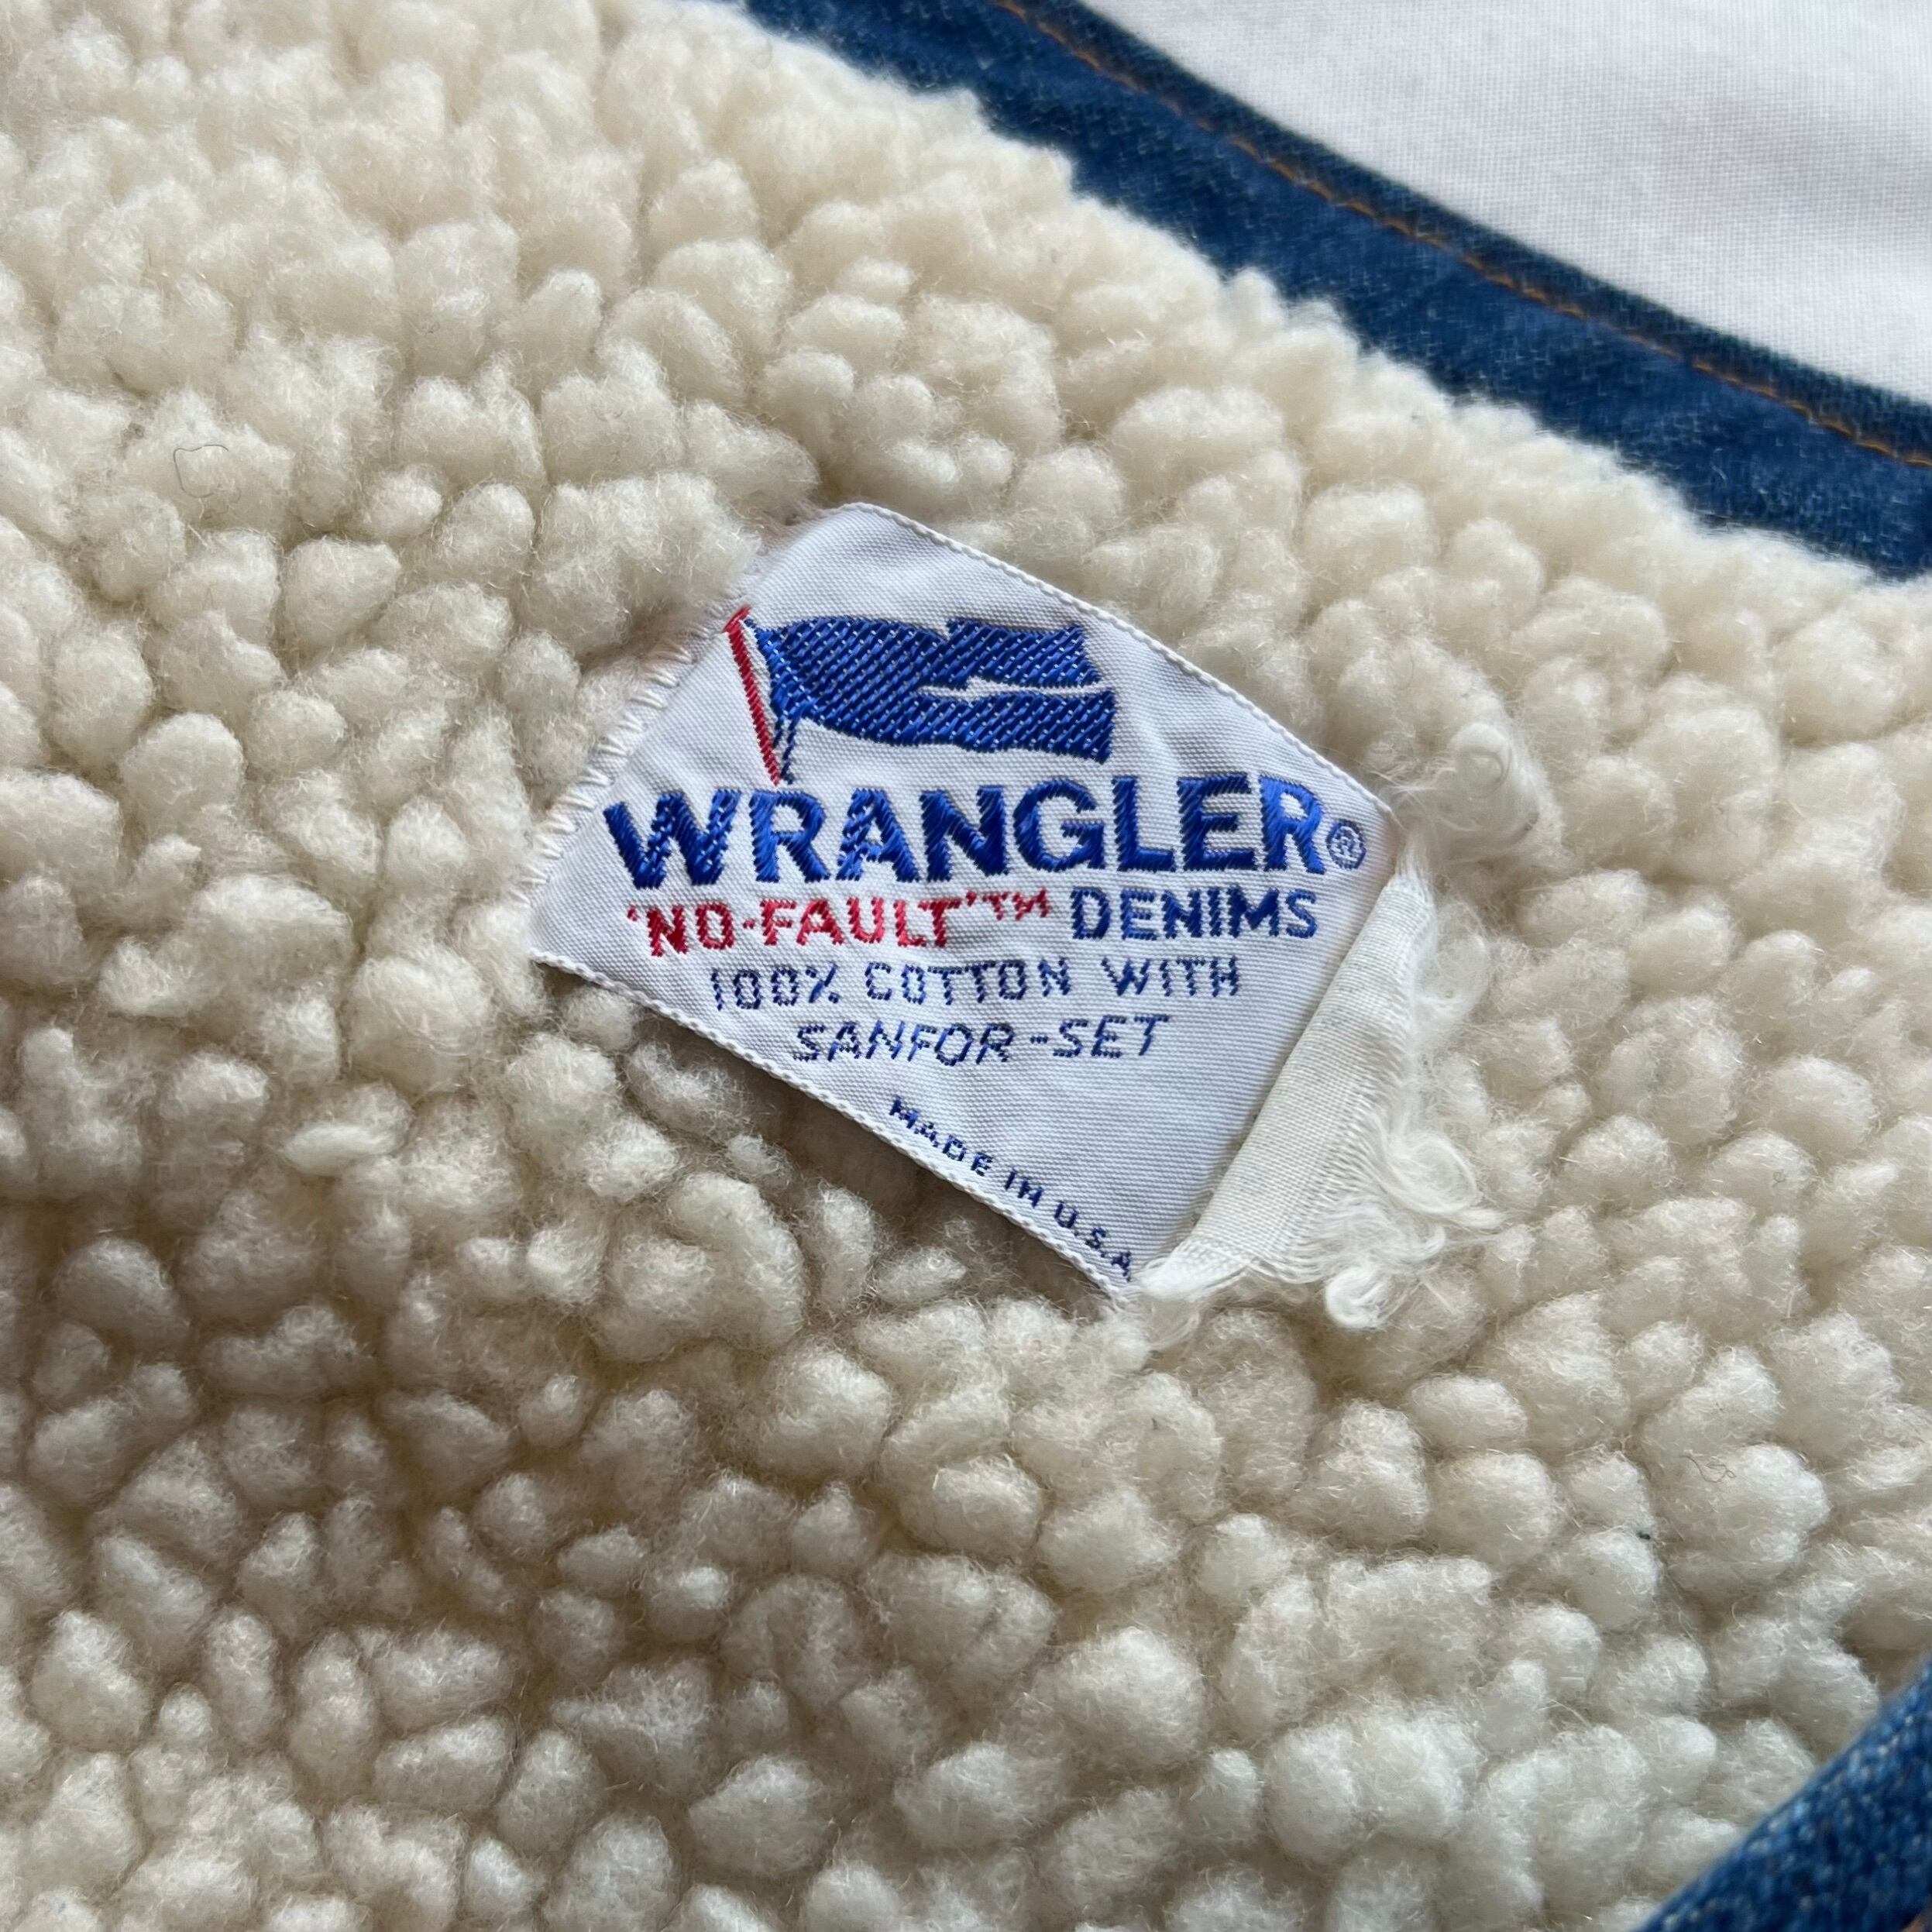 WRANGLER®
'NO-FAULT'™ DENIMS
100% COTTON WITH
SANFOR-SET
MADE IN U.S.A